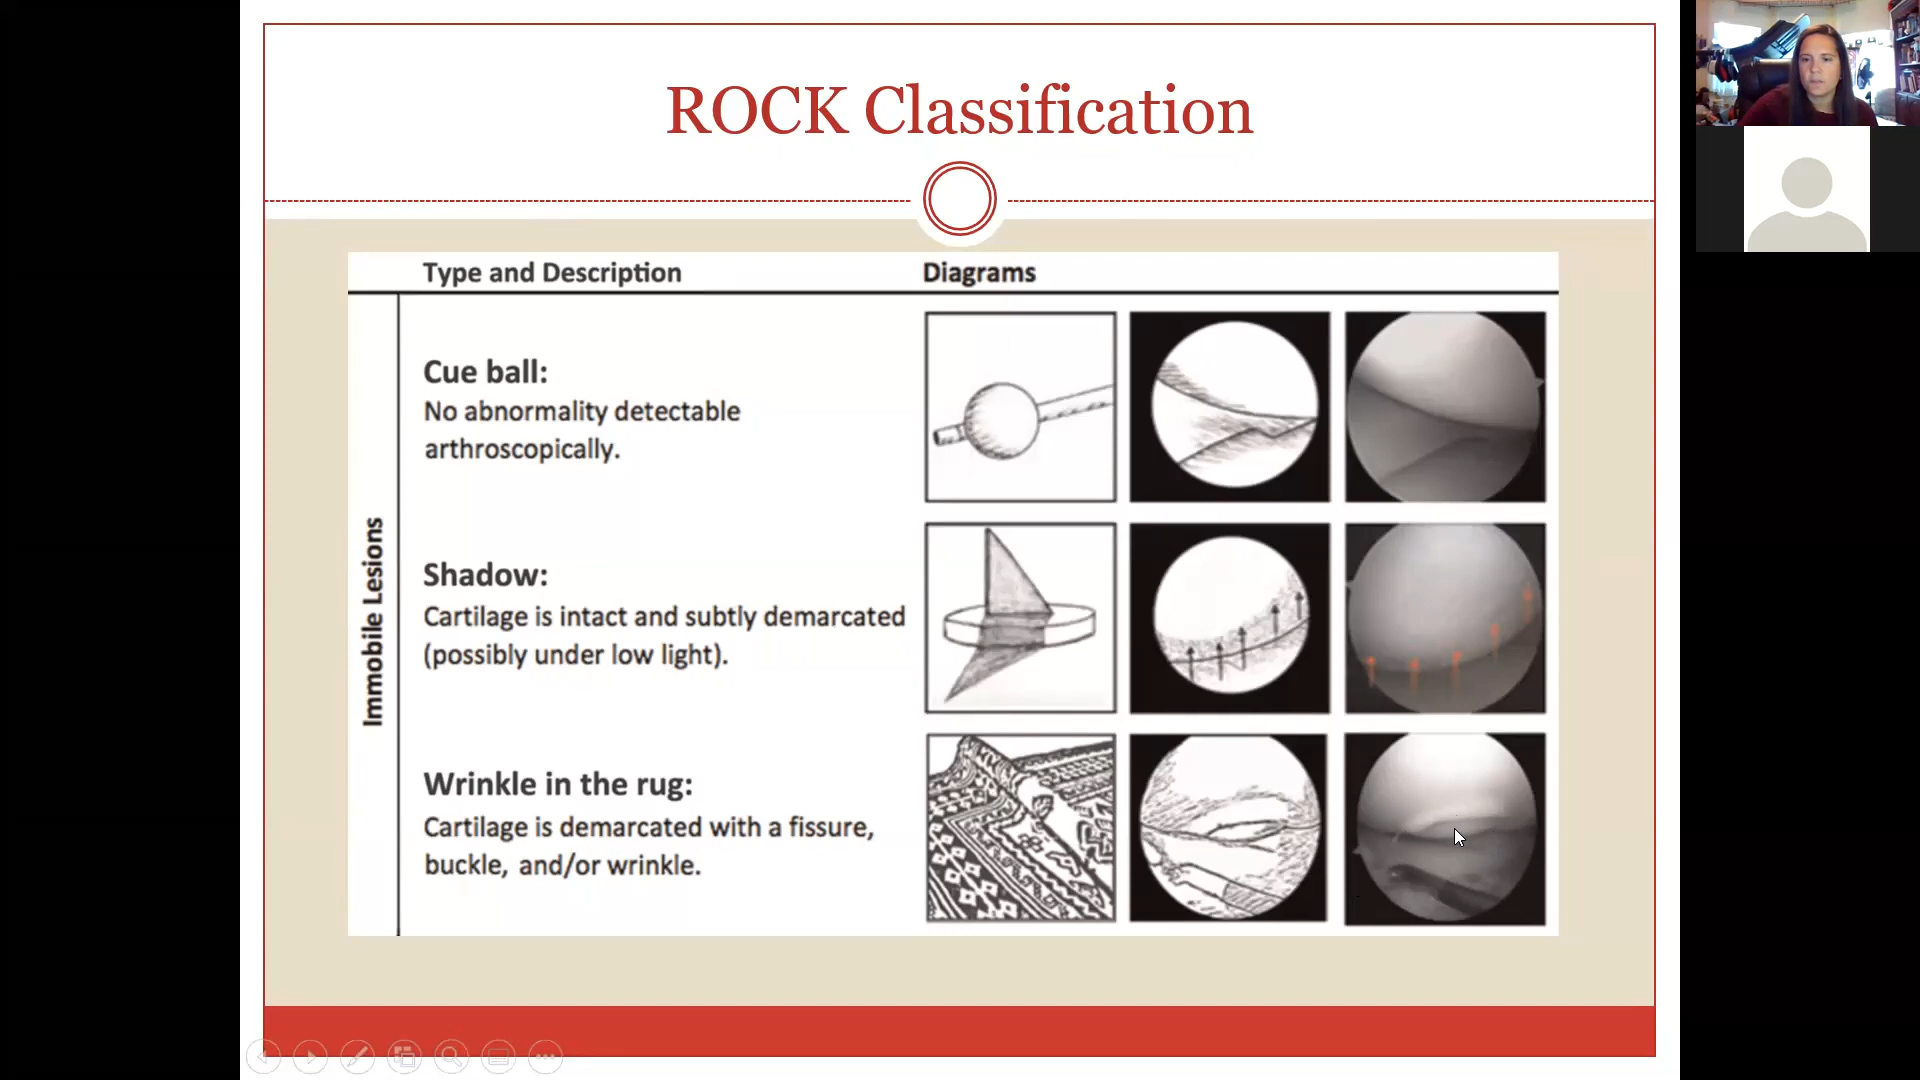 ROCK Classification
Type and Description
Diagrams
Immobile Lesions
Cue ball:
No abnormality detectable
arthroscopically.
Shadow:
Cartilage is intact and subtly demarcated
(possibly under low light).
Wrinkle in the rug:
Cartilage is demarcated with a fissure,
buckle, and/or wrinkle.